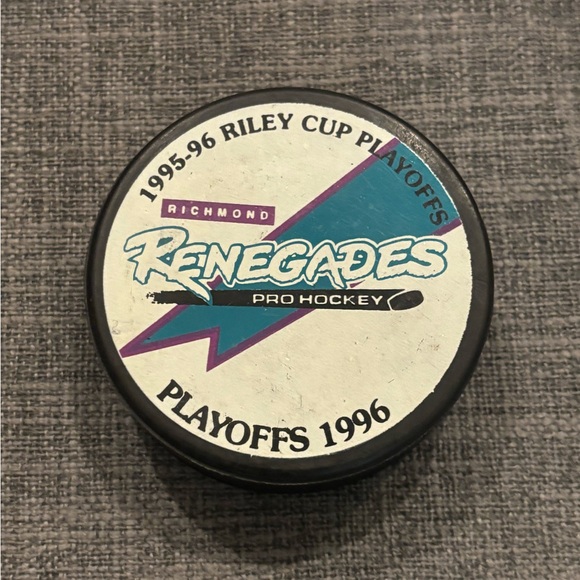 1995-96 RILEY CUP PLAYOFFS
RICHMOND
RENEGADES
PRO HOCKEY
PLAYOFFS 1996